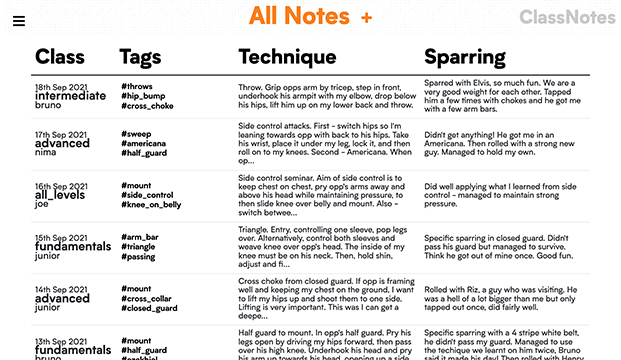 All Notes +
ClassNotes
Class Tags Technique Sparring
18th Sep 2021
intermediate
bruno
#throws
#hip_bump
#cross_choke
Throw. Grip opps arm by tricep, step in front,
underhook his armpit with my elbow, drop below
his hips, lift him up on my lower back and throw.
Sparred with Elvis, so much fun. We are a
very good weight for each other. Tapped
him a few times with chokes and he got me
with a few arm bars.
17th Sep 2021
advanced
nima
#sweep
#americana
#half_guard
Side control attacks. First - switch hips so I'm
leaning towards opp with back to his hips. Take
his wrist, place it under my leg, lock it, and then
roll on to my knees. Second - Americana. When
op...
Didn't get anything! He got me in an
Americana. Then rolled with a strong new
guy. Managed to hold my own.
16th Sep 2021
all_levels
joe
#mount
#side_control
#knee_on_belly
Side control seminar. Aim of side control is to
keep chest on chest, pry opp's arms away and
above his head while maintaining pressure, to
then slide knee over belly and mount. Also -
switch betwee...
Did well applying what I learned from side
control - managed to maintain strong
pressure.
15th Sep 2021
fundamentals
junior
#arm_bar
#triangle
#passing
Triangle. Entry, controlling one sleeve, pop legs
over. Alternatively, control both sleeves and
weave knee over opp's head. The inside of my
knee must be on his neck. Then, hold shin,
adjust and fi...
Specific sparring in closed guard. Didn't
pass his guard but managed to survive.
Think he got out of mine once. Good fun.
14th Sep 2021
advanced
junior
#mount
#cross_collar
#closed_guard
Cross choke from closed guard. If opp is framing
well and keeping my chest on the ground, I want
to lift my hips up and shoot them to one side.
Lifting is very important. This was I can get a
deepe...
Rolled with Riz, a guy who was visiting. He
was a hell of a lot bigger than me but only
tapped out once, did fairly well.
13th Sep 2021
fundamentals
bruno
#mount
#half_guard
Half guard to mount. In opp's half guard. Pry his
legs open by driving my hips forward, then pass
over his high knee. Underhook his head and pry
his arm up towards his head, opening up a side
Specific sparring with a 4 stripe white belt,
he didn't pass my guard. Managed to use
the techique we learnt on him twice, Bruno
said it made his day! Then rolled with Henry